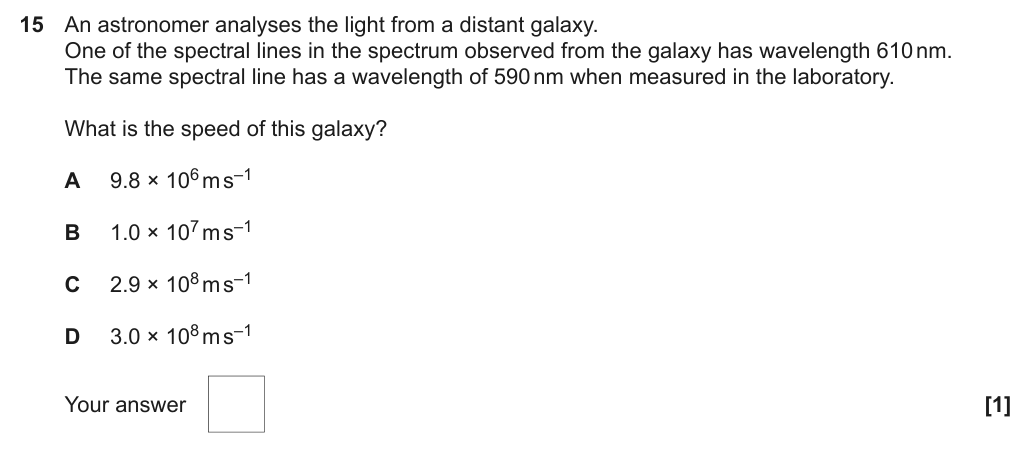 15 An astronomer analyses the light from a distant galaxy.
One of the spectral lines in the spectrum observed from the galaxy has wavelength 610 nm.
The same spectral line has a wavelength of 590 nm when measured in the laboratory.
What is the speed of this galaxy?
A 9.8 × 10⁶ m s⁻¹
B 1.0 × 10⁷ m s⁻¹
C 2.9 × 10⁸ m s⁻¹
D 3.0 × 10⁸ m s⁻¹
Your answer [1]